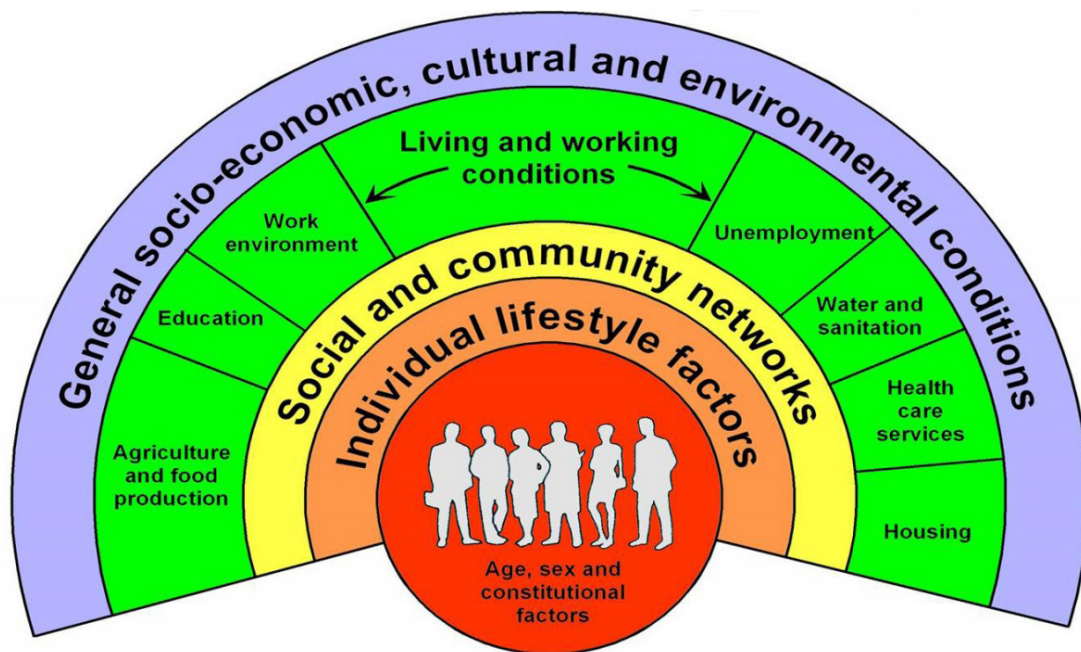 General socio-economic, cultural and environmental conditions
Living and working
conditions
Work
environment
Unemployment
Education
Water and
sanitation
Agriculture
and food
production
Health
care
services
Housing
Social and community networks
Individual lifestyle factors
Age, sex and
constitutional
factors